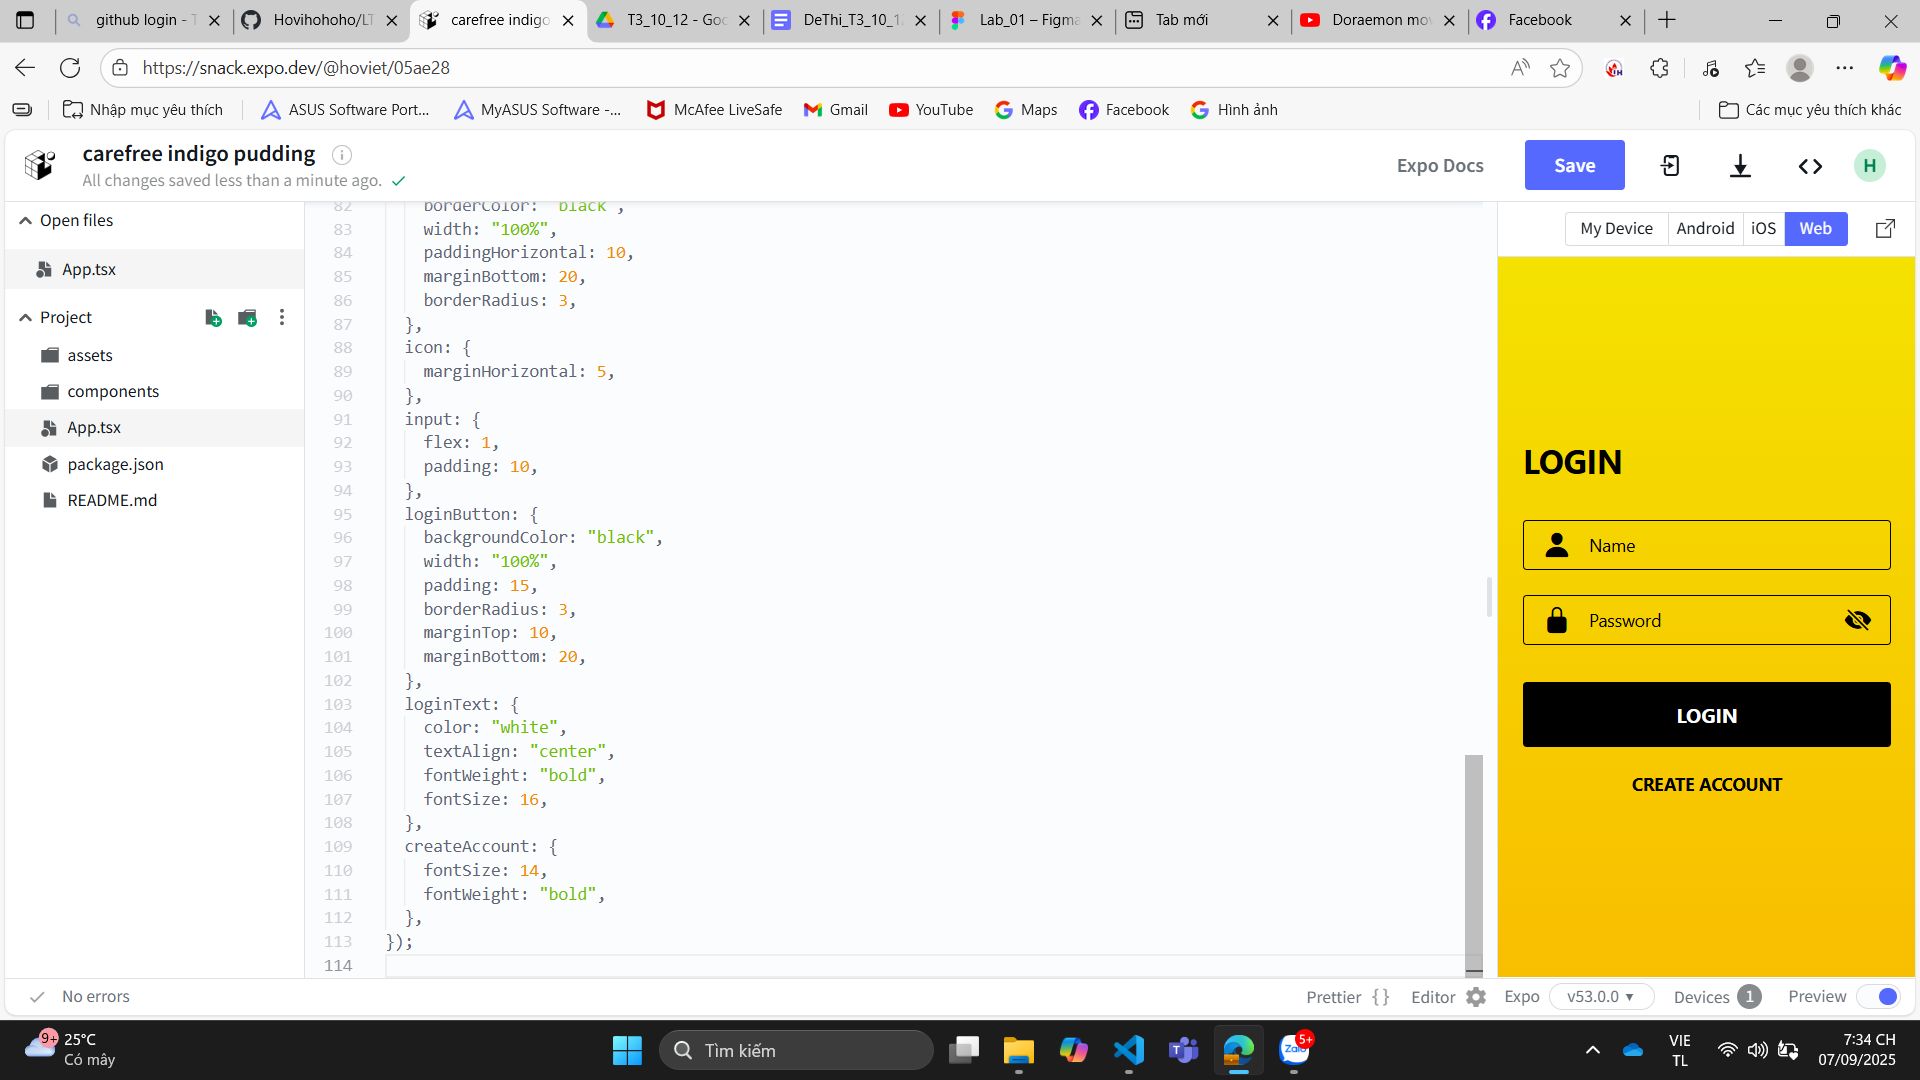 github login - T
Hovihohoho/LT
carefree indigo
T3_10_12 - Goo
DeThi_T3_10_12
Lab_01 – Figma
Tab mới
Doraemon mov
Facebook
https://snack.expo.dev/@hoviet/05ae28
Nhập mục yêu thích
ASUS Software Port...
MyASUS Software -...
McAfee LiveSafe
Gmail
YouTube
Maps
Facebook
Hình ảnh
Các mục yêu thích khác
carefree indigo pudding
All changes saved less than a minute ago.
Expo Docs
Save
H
Open files
App.tsx
Project
assets
components
App.tsx
package.json
README.md
82 borderColor: "black",
83 width: "100%",
84 paddingHorizontal: 10,
85 marginBottom: 20,
86 borderRadius: 3,
87 },
88 icon: {
89 marginHorizontal: 5,
90 },
91 input: {
92 flex: 1,
93 padding: 10,
94 },
95 loginButton: {
96 backgroundColor: "black",
97 width: "100%",
98 padding: 15,
99 borderRadius: 3,
100 marginTop: 10,
101 marginBottom: 20,
102 },
103 loginText: {
104 color: "white",
105 textAlign: "center",
106 fontWeight: "bold",
107 fontSize: 16,
108 },
109 createAccount: {
110 fontSize: 14,
111 fontWeight: "bold",
112 },
113 });
114
My Device
Android
iOS
Web
LOGIN
Name
Password
LOGIN
CREATE ACCOUNT
No errors
Prettier { }
Editor
Expo
v53.0.0
Devices 1
Preview
9+
25°C
Có mây
Tìm kiếm
Zalo
5+
VIE
TL
7:34 CH
07/09/2025